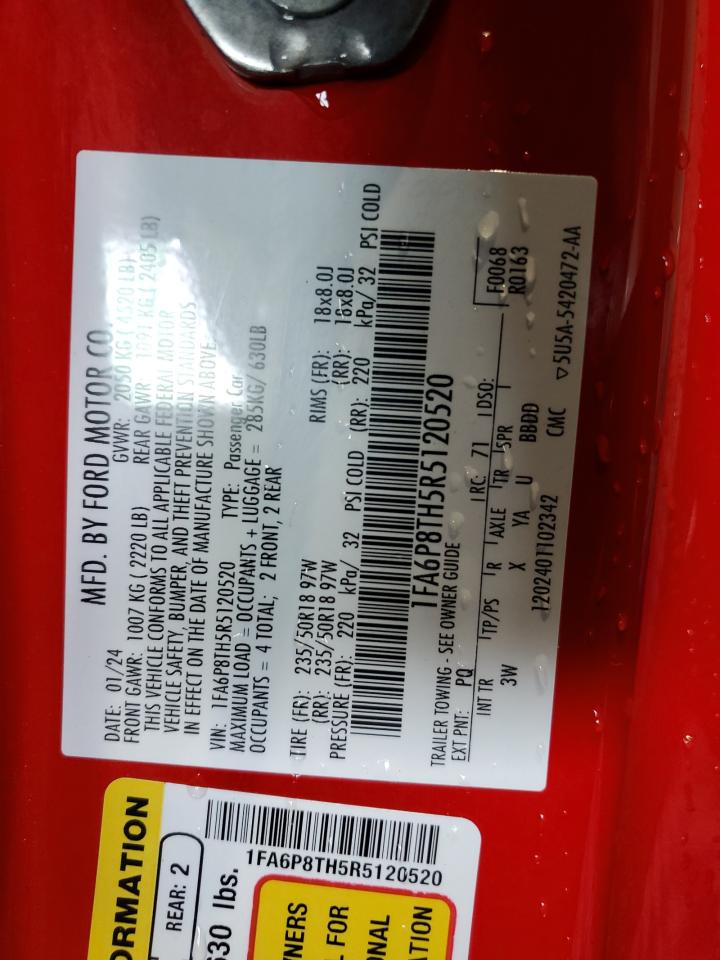 MFD. BY FORD MOTOR CO.
DATE: 01/24 GVWR: 2050 KG ( 4520 LB)
FRONT GAWR: 1007 KG ( 2220 LB) REAR GAWR: 1091 KG ( 2405 LB)
THIS VEHICLE CONFORMS TO ALL APPLICABLE FEDERAL MOTOR
VEHICLE SAFETY, BUMPER, AND THEFT PREVENTION STANDARDS
IN EFFECT ON THE DATE OF MANUFACTURE SHOWN ABOVE.
VIN: 1FA6P8TH5R5120520 TYPE: Passenger Car
MAXIMUM LOAD = OCCUPANTS + LUGGAGE = 285KG/ 630LB
OCCUPANTS = 4 TOTAL; 2 FRONT, 2 REAR
TIRE (FR): 235/50R18 97W RIMS (FR): 18x8.0J
(RR): 235/50R18 97W (RR): 18x8.0J
PRESSURE (FR): 220 kPa/ 32 PSI COLD (RR): 220 kPa/ 32 PSI COLD
1FA6P8TH5R5120520
TRAILER TOWING - SEE OWNER GUIDE
EXT PNT: PQ RC: 71 DSO: F0068
INT TR TP/PS R AXLE TR SPR R0163
3W X YA U BBDD
1202401102342 CMC
▽5U5A-5420472-AA
ORMATION
REAR: 2
630 lbs.
1FA6P8TH5R5120520
NERS
L FOR
ONAL
ATION